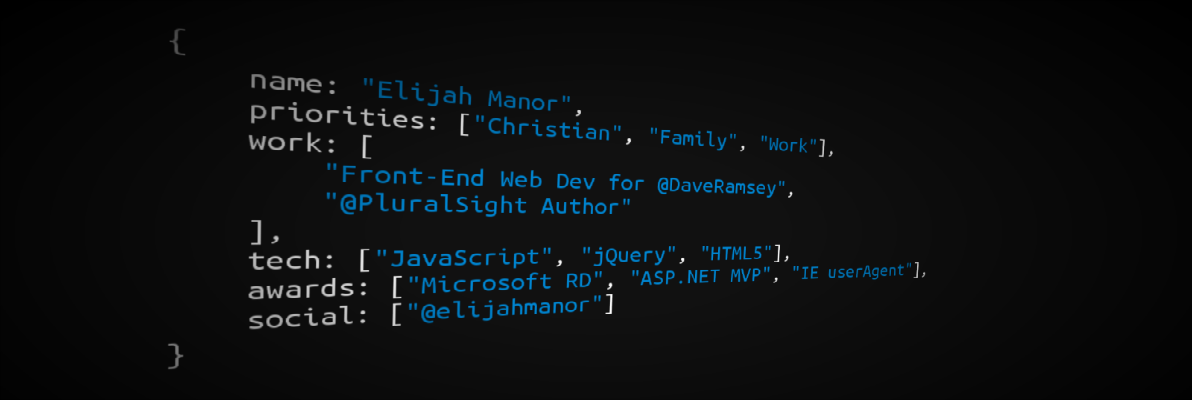 {
name: "Elijah Manor",
priorities: ["Christian", "Family", "Work"],
work: [
"Front-End Web Dev for @DaveRamsey",
"@PluralSight Author"
],
tech: ["JavaScript", "jQuery", "HTML5"],
awards: ["Microsoft RD", "ASP.NET MVP", "IE userAgent"],
social: ["@elijahmanor"]
}